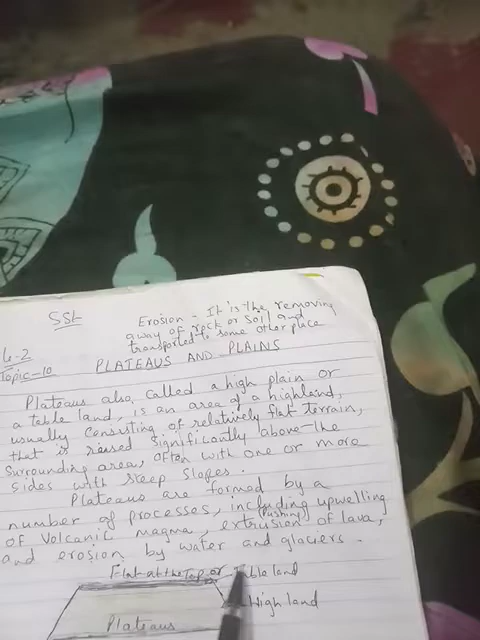 SSt
Erosion - It is the removing
away of rock or soil and
transported to some other place
L-2
Topic-10
PLATEAUS AND PLAINS
Plateaus also called a high plain or
a table land, is an area of a highland,
usually consisting of relatively flat terrain,
that is raised significantly above the
surrounding area, often with one or more
sides with steep slopes.
Plateaus are formed by a
number of processes, including upwelling
of volcanic magma, extrusion of lava,
(Pushing)
and erosion by water and glaciers.
Flat at the Top or land
High land
Plateaus